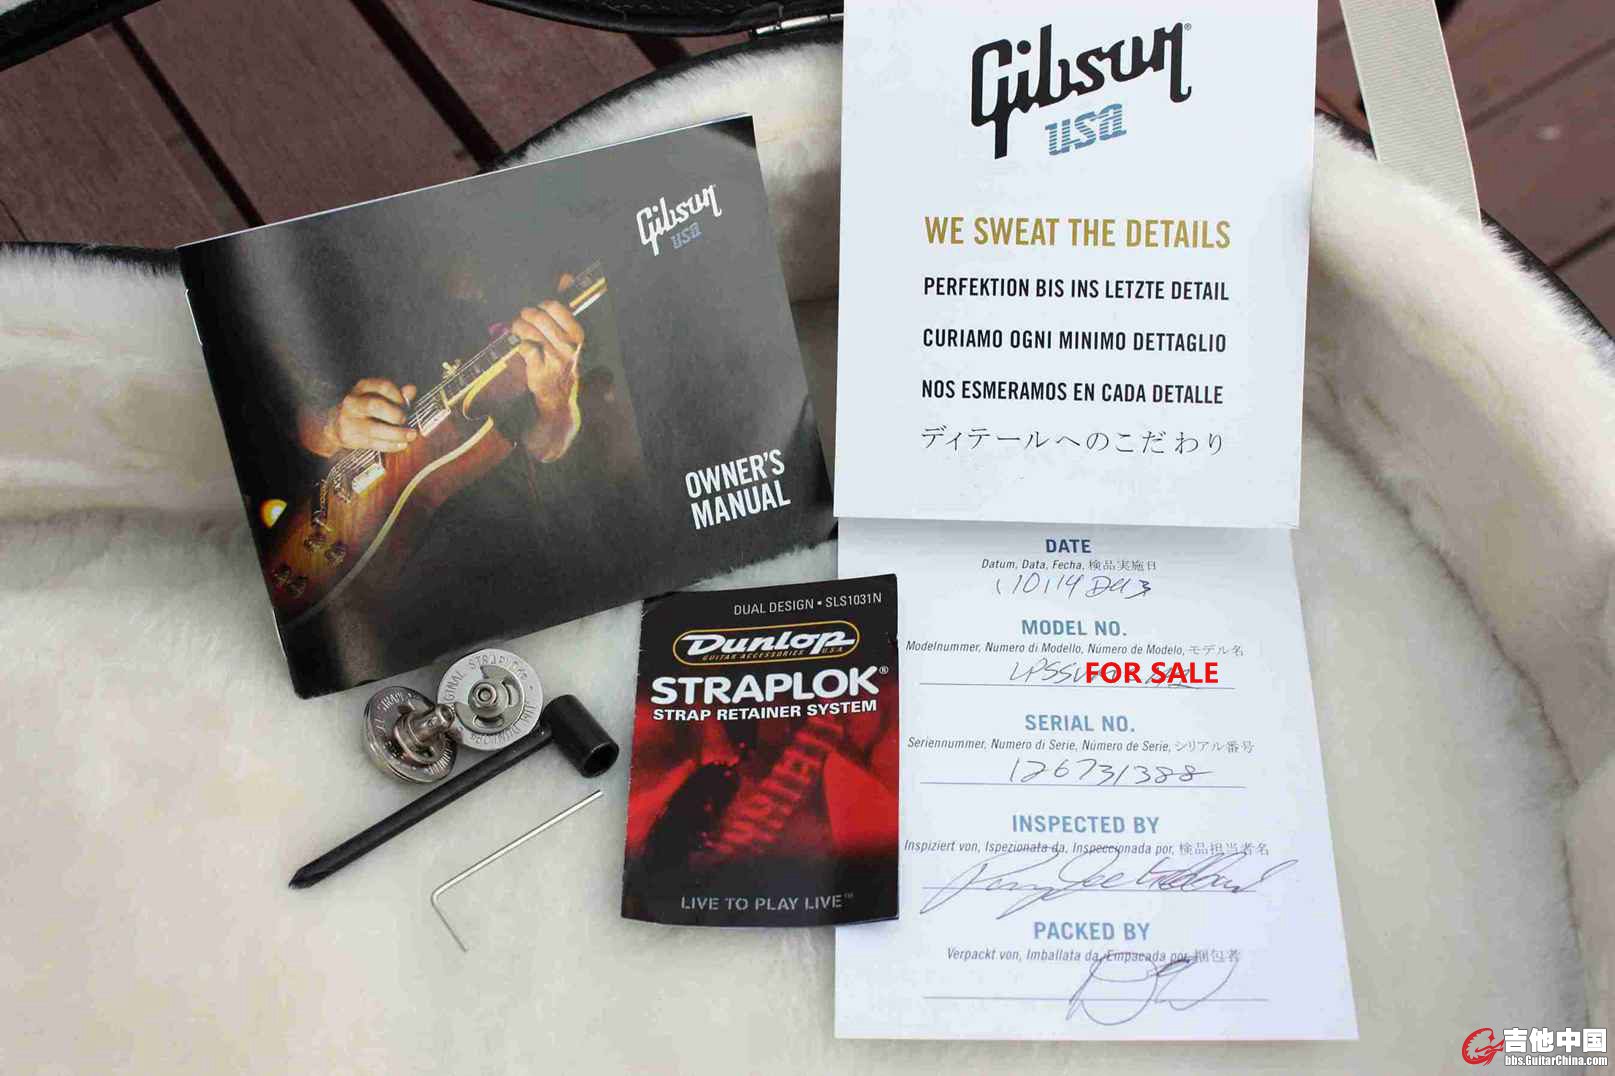 Gibson
USA
OWNER'S
MANUAL
DUAL DESIGN • SLS1031N
DUNLOP
GUITAR ACCESSORIES U.S.A.
STRAPLOK®
STRAP RETAINER SYSTEM
LIVE TO PLAY LIVE™
Gibson®
USA
WE SWEAT THE DETAILS
PERFEKTION BIS INS LETZTE DETAIL
CURIAMO OGNI MINIMO DETTAGLIO
NOS ESMERAMOS EN CADA DETALLE
ディテールへのこだわり
DATE
Datum, Data, Fecha, 検品実施日
MODEL NO.
Modelnummer, Numero di Modello, Número de Modelo, モデル名
FOR SALE
SERIAL NO.
Seriennummer, Numero di Serie, Número de Serie, シリアル番号
126731388
INSPECTED BY
Inspiziert von, Ispezionata da, Inspeccionada por, 検品担当者名
PACKED BY
Verpackt von, Imballata da, Empacada por, 梱包者
吉他中国
bbs.GuitarChina.com